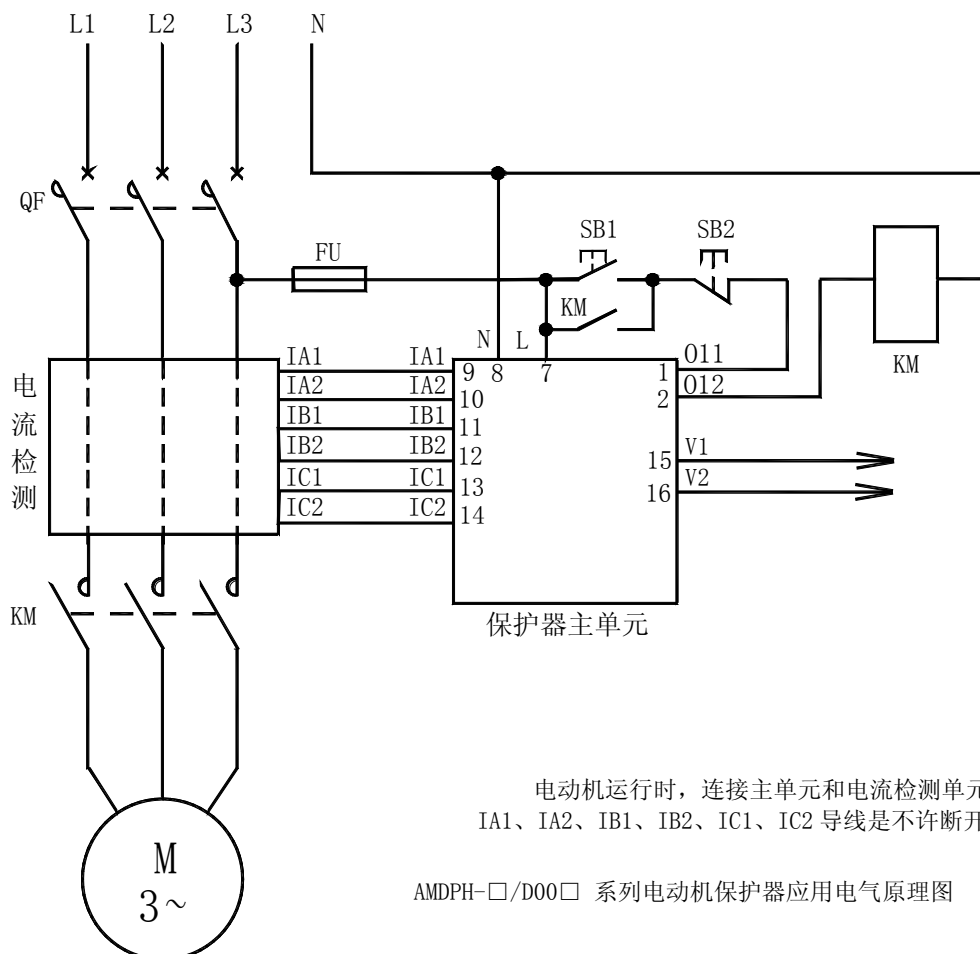 L1 L2 L3 N
QF
FU
SB1 SB2
KM
KM
N L
电流检测
IA1 IA1 9 8 7 1 O11
IA2 IA2 10 2 O12
IB1 IB1 11
IB2 IB2 12 15 V1
IC1 IC1 13 16 V2
IC2 IC2 14
KM
保护器主单元
电动机运行时，连接主单元和电流检测单元
IA1、IA2、IB1、IB2、IC1、IC2 导线是不许断开
M
3~
AMDPH-□/D00□ 系列电动机保护器应用电气原理图